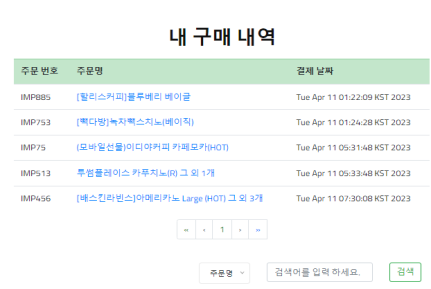 내 구매 내역
주문 번호 주문명 결제 날짜
IMP885 [할리스커피]블루베리 베이글 Tue Apr 11 01:22:09 KST 2023
IMP753 [빽다방]녹차빽스치노(베이직) Tue Apr 11 01:24:28 KST 2023
IMP75 (모바일선물)이디야커피 카페모카(HOT) Tue Apr 11 05:31:48 KST 2023
IMP513 투썸플레이스 카푸치노(R) 그 외 1개 Tue Apr 11 05:33:48 KST 2023
IMP456 [배스킨라빈스]아메리카노 Large (HOT) 그 외 3개 Tue Apr 11 07:30:08 KST 2023
« ‹ 1 › »
주문명 검색어를 입력 하세요. 검색